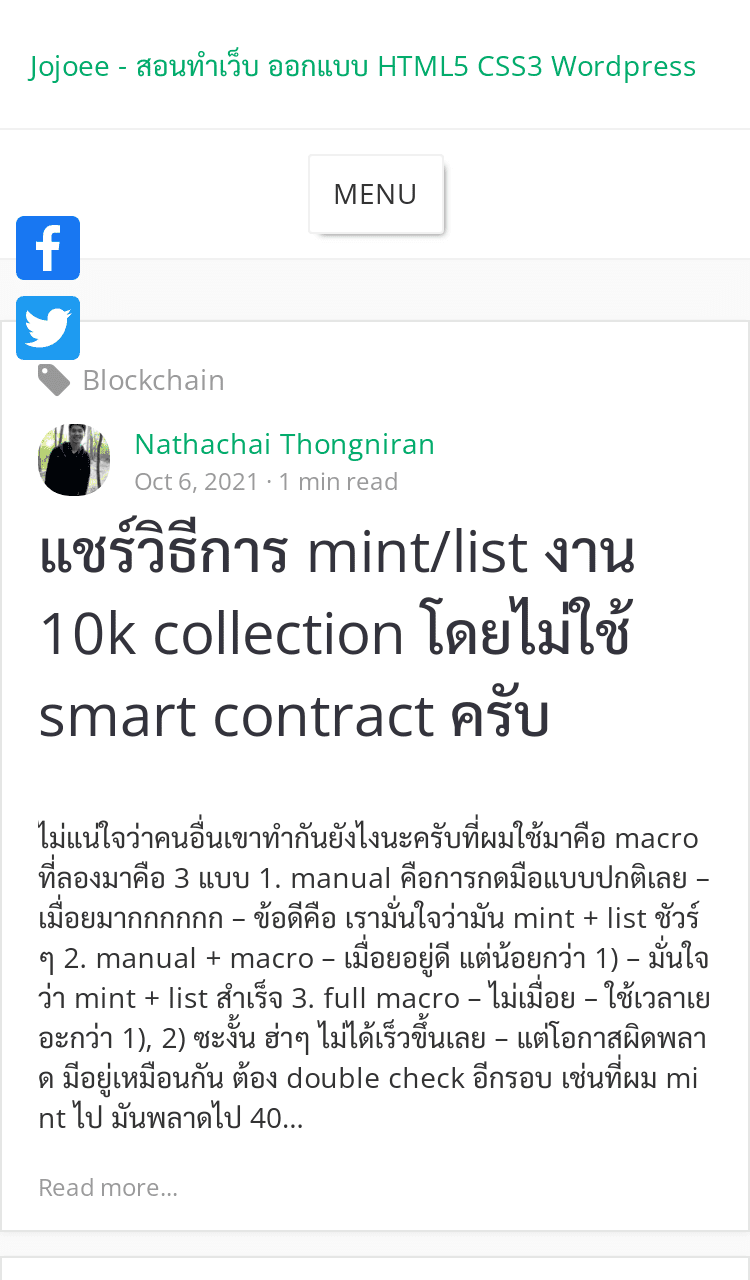 Jojoee - สอนทำเว็บ ออกแบบ HTML5 CSS3 Wordpress
MENU
Blockchain
Nathachai Thongniran
Oct 6, 2021 · 1 min read
แชร์วิธีการ mint/list งาน
10k collection โดยไม่ใช้
smart contract ครับ
ไม่แน่ใจว่าคนอื่นเขาทำกันยังไงนะครับที่ผมใช้มาคือ macro
ที่ลองมาคือ 3 แบบ 1. manual คือการกดมือแบบปกติเลย –
เมื่อยมากกกกกก – ข้อดีคือ เรามั่นใจว่ามัน mint + list ชัวร์
ๆ 2. manual + macro – เมื่อยอยู่ดี แต่น้อยกว่า 1) – มั่นใจ
ว่า mint + list สำเร็จ 3. full macro – ไม่เมื่อย – ใช้เวลาเย
อะกว่า 1), 2) ซะงั้น ฮ่าๆ ไม่ได้เร็วขึ้นเลย – แต่โอกาสผิดพลา
ด มีอยู่เหมือนกัน ต้อง double check อีกรอบ เช่นที่ผม mi
nt ไป มันพลาดไป 40...
Read more...